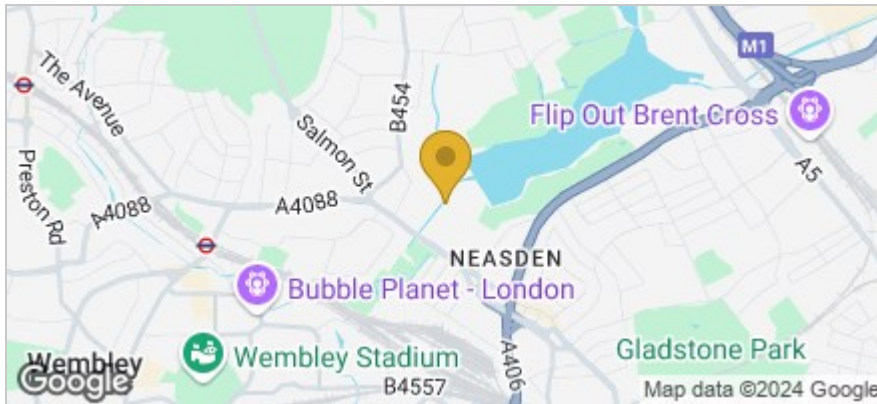 M1
The Avenue
B454
Flip Out Brent Cross
Salmon St
A5
Preston Rd
A4088
A4088
NEASDEN
Bubble Planet - London
Wembley Stadium
A406
Gladstone Park
Wembley
Google
B4557
Map data ©2024 Google